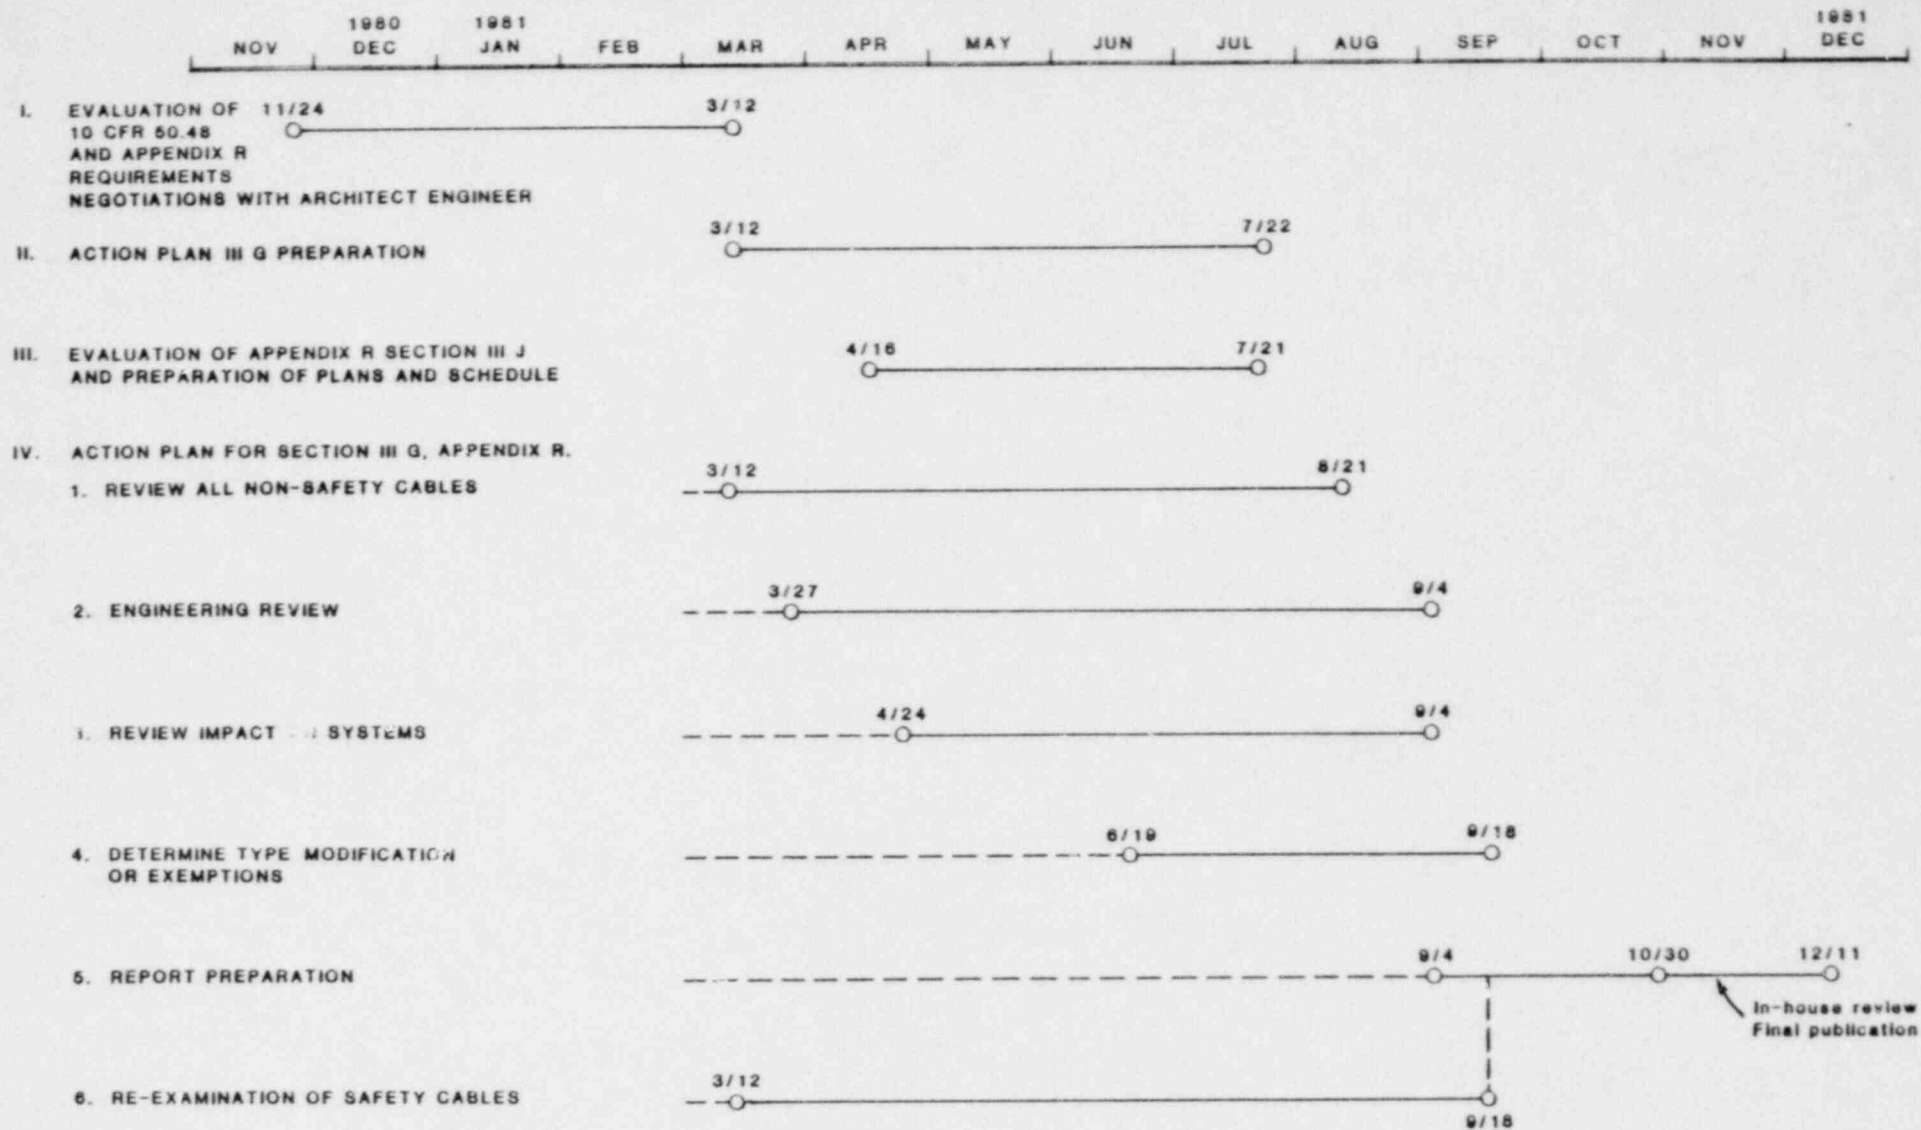 1980 1981 1981
NOV DEC JAN FEB MAR APR MAY JUN JUL AUG SEP OCT NOV DEC
I. EVALUATION OF 11/24 3/12
10 CFR 50.48
AND APPENDIX R
REQUIREMENTS
NEGOTIATIONS WITH ARCHITECT ENGINEER
3/12 7/22
II. ACTION PLAN III G PREPARATION
III. EVALUATION OF APPENDIX R SECTION III J 4/16 7/21
AND PREPARATION OF PLANS AND SCHEDULE
IV. ACTION PLAN FOR SECTION III G, APPENDIX R.
3/12 8/21
1. REVIEW ALL NON-SAFETY CABLES
3/27 9/4
2. ENGINEERING REVIEW
4/24 9/4
REVIEW IMPACT SYSTEMS
6/19 9/18
4. DETERMINE TYPE MODIFICATION
OR EXEMPTIONS
9/4 10/30 12/11
5. REPORT PREPARATION
In-house review
Final publication
3/12
6. RE-EXAMINATION OF SAFETY CABLES
9/18